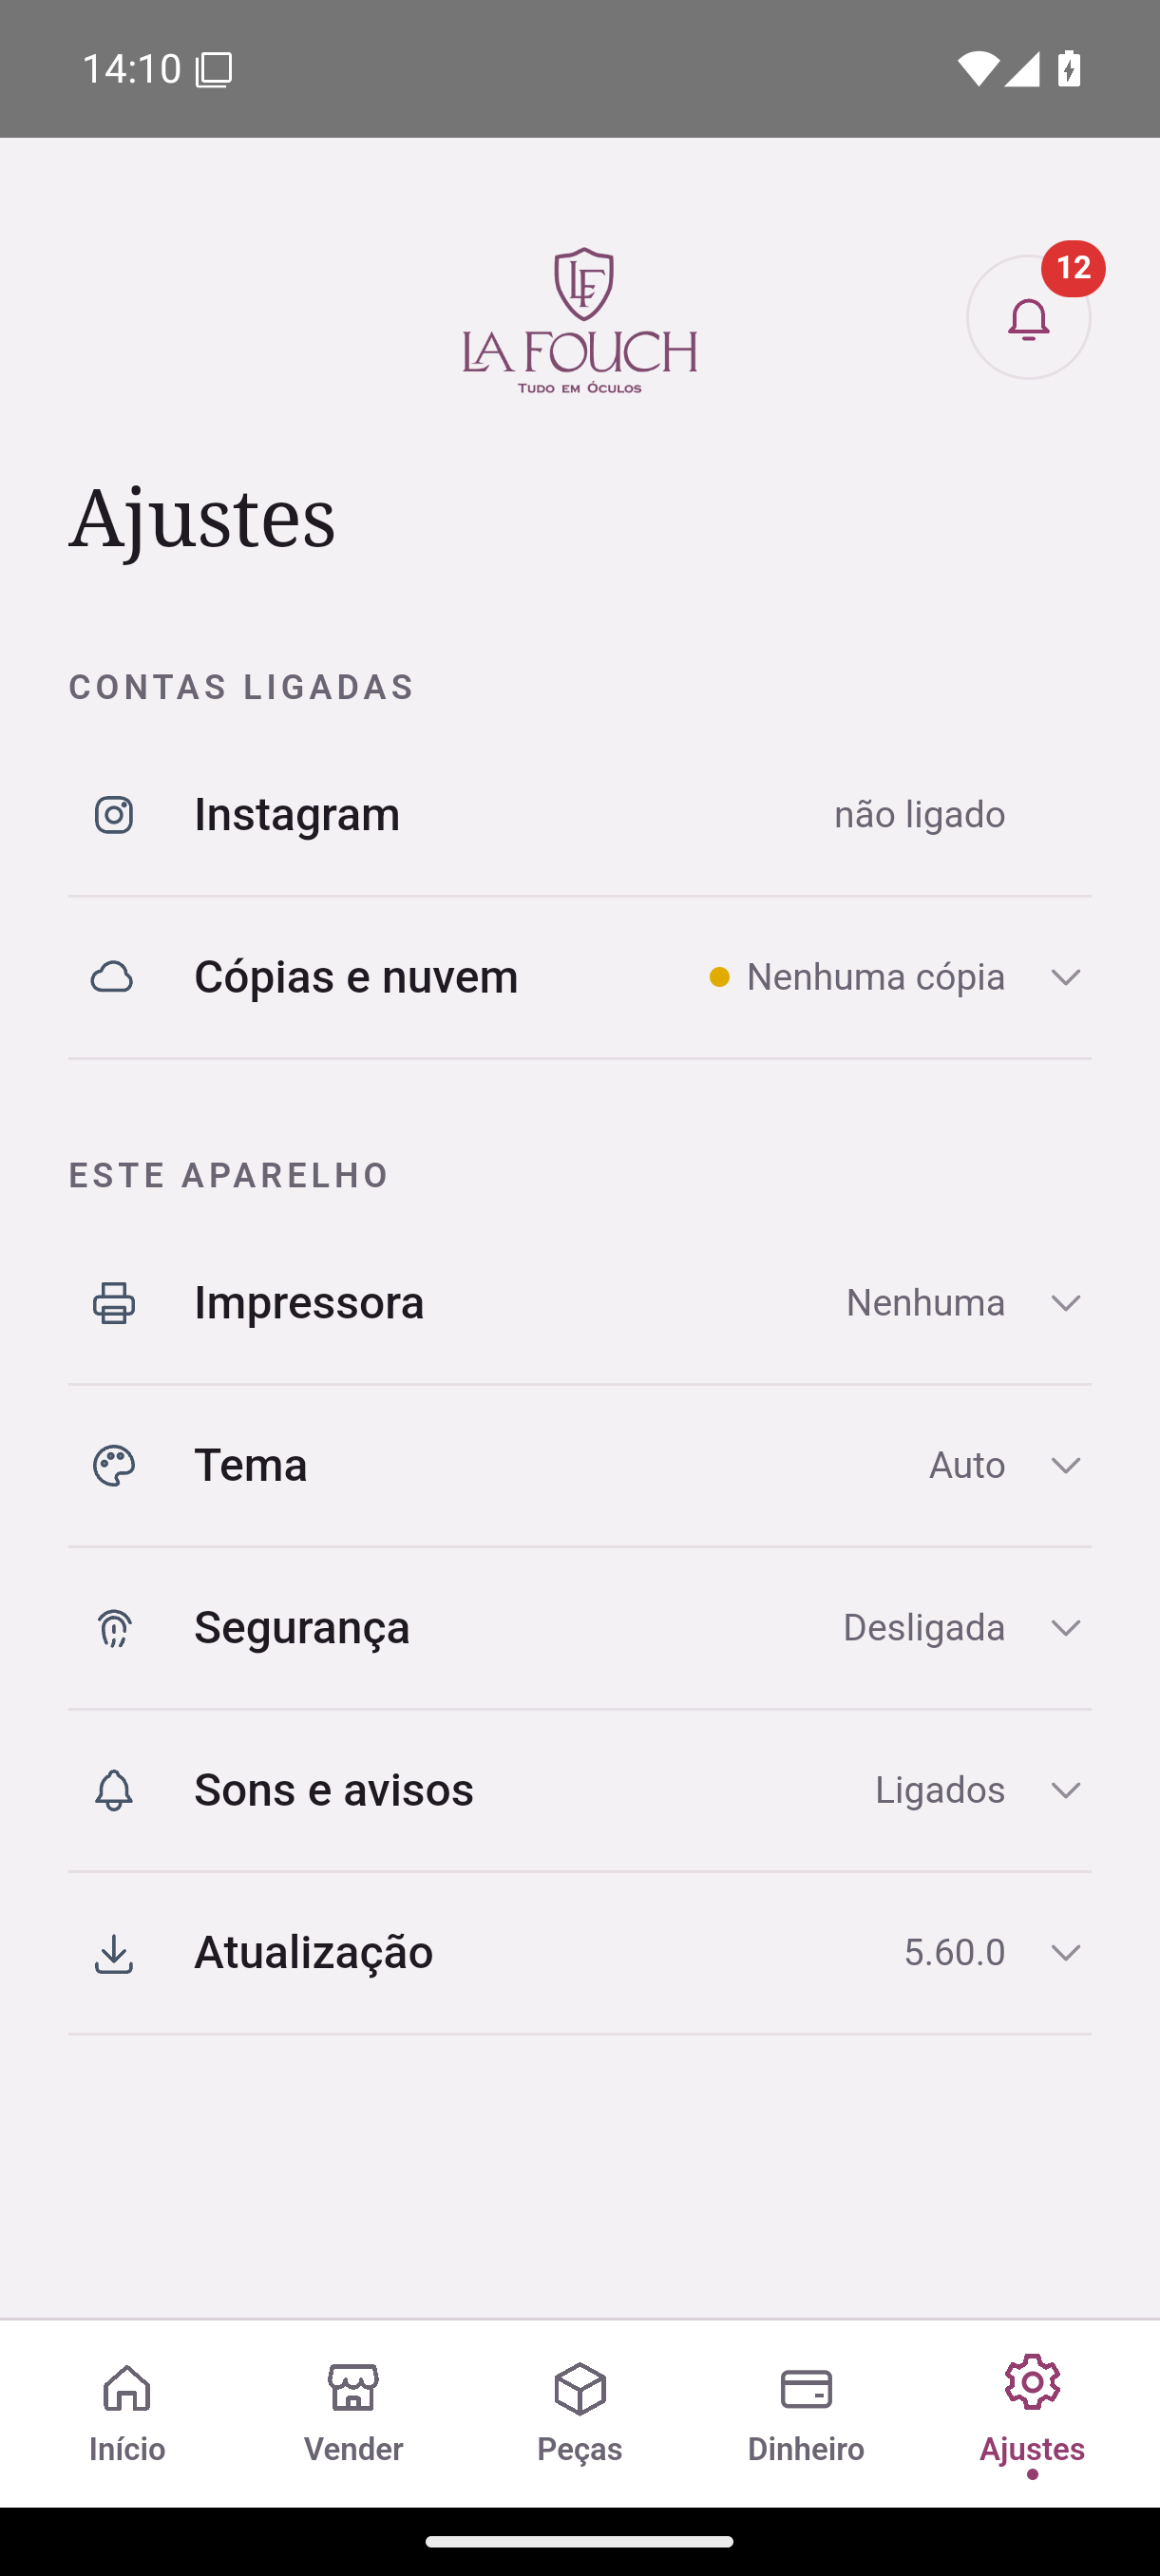 14:10
LF
LA FOUCH
TUDO EM ÓCULOS
12
Ajustes
CONTAS LIGADAS
Instagram não ligado
Cópias e nuvem Nenhuma cópia
ESTE APARELHO
Impressora Nenhuma
Tema Auto
Segurança Desligada
Sons e avisos Ligados
Atualização 5.60.0
Início Vender Peças Dinheiro Ajustes